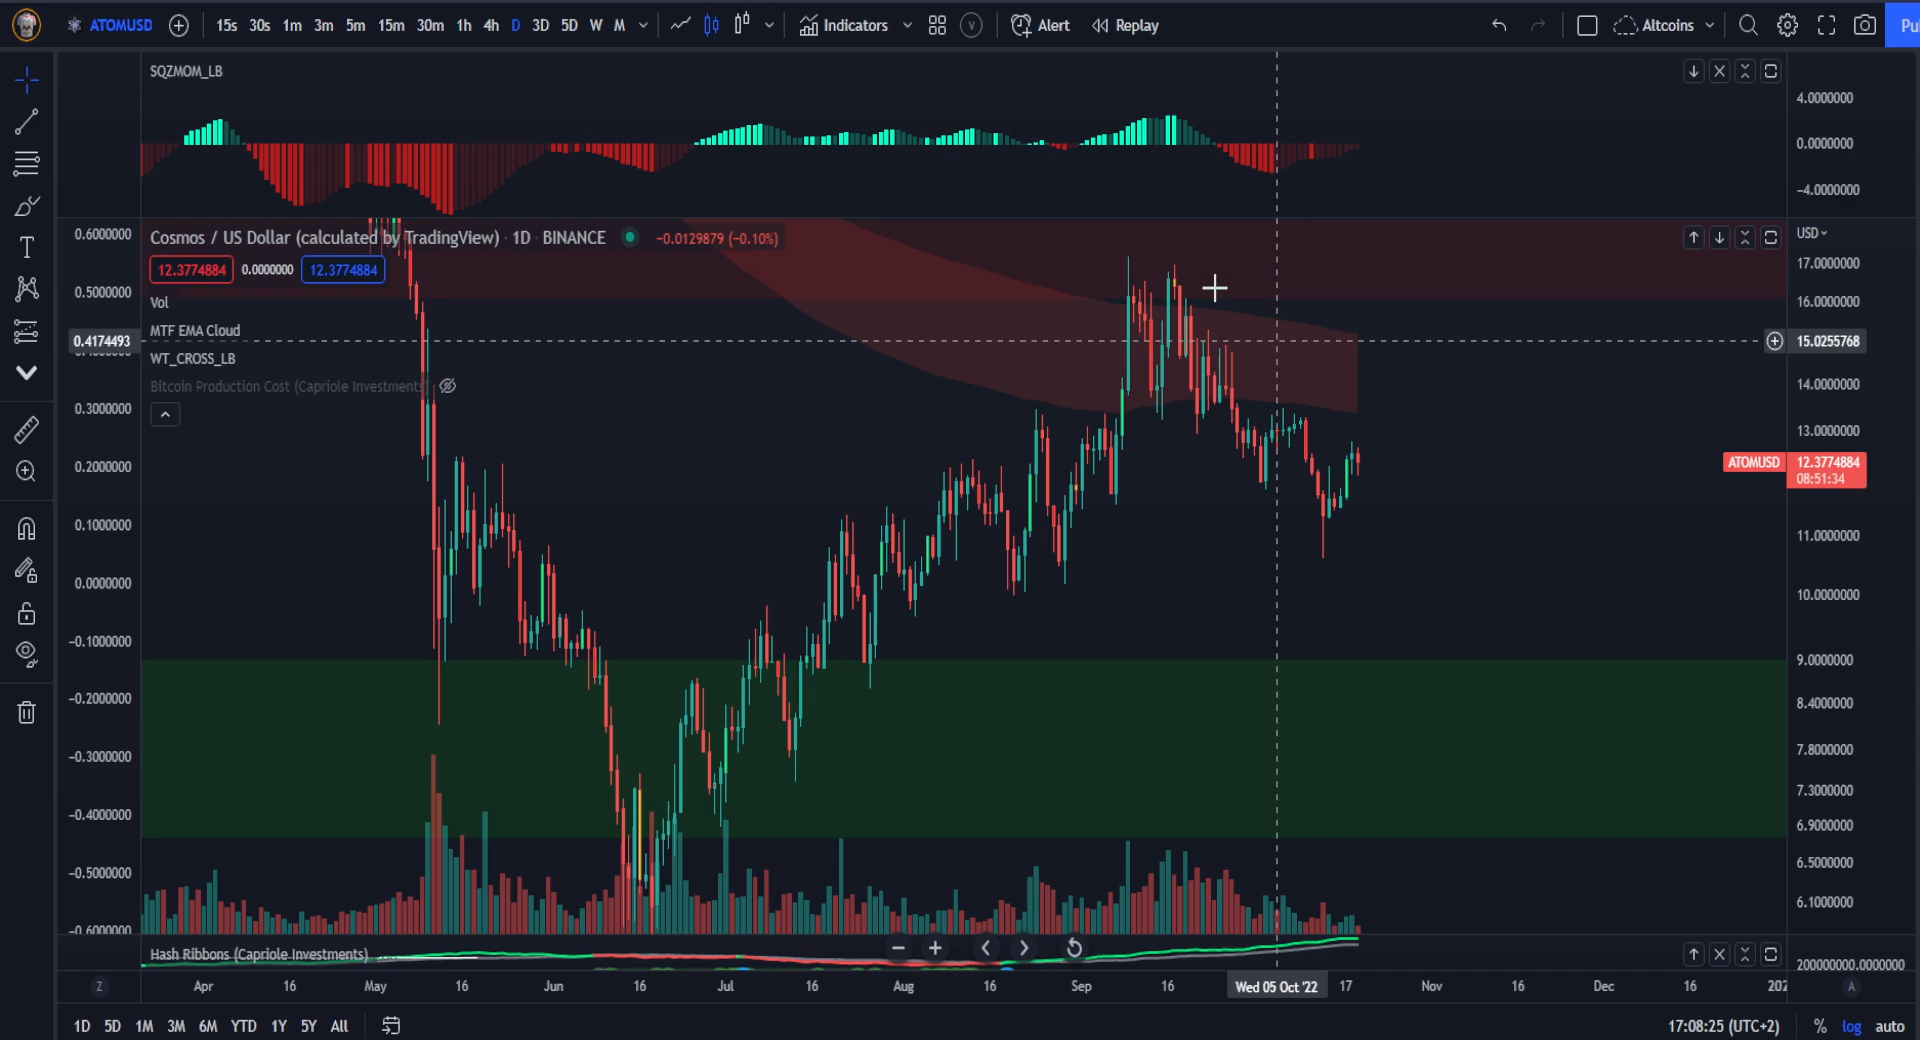 ATOMUSD 15s 30s 1m 3m 5m 15m 30m 1h 4h D 3D 5D W M Indicators V Alert Replay Altcoins
SQZMOM_LB
4.0000000
0.0000000
-4.0000000
Cosmos / US Dollar (calculated by TradingView) · 1D · BINANCE -0.0129879 (-0.10%)
12.3774884 0.0000000 12.3774884
Vol
MTF EMA Cloud
WT_CROSS_LB
Bitcoin Production Cost (Capriole Investments)
0.6000000
0.5000000
0.4174493
0.3000000
0.2000000
0.1000000
0.0000000
-0.1000000
-0.2000000
-0.3000000
-0.4000000
-0.5000000
-0.6000000
USD
17.0000000
16.0000000
15.0255768
14.0000000
13.0000000
ATOMUSD 12.3774884
08:51:34
11.0000000
10.0000000
9.0000000
8.4000000
7.8000000
7.3000000
6.9000000
6.5000000
6.1000000
Hash Ribbons (Capriole Investments)
200000000.0000000
Z Apr 16 May 16 Jun 16 Jul 16 Aug 16 Sep 16 Wed 05 Oct '22 17 Nov 16 Dec 16 A
1D 5D 1M 3M 6M YTD 1Y 5Y All 17:08:25 (UTC+2) % log auto